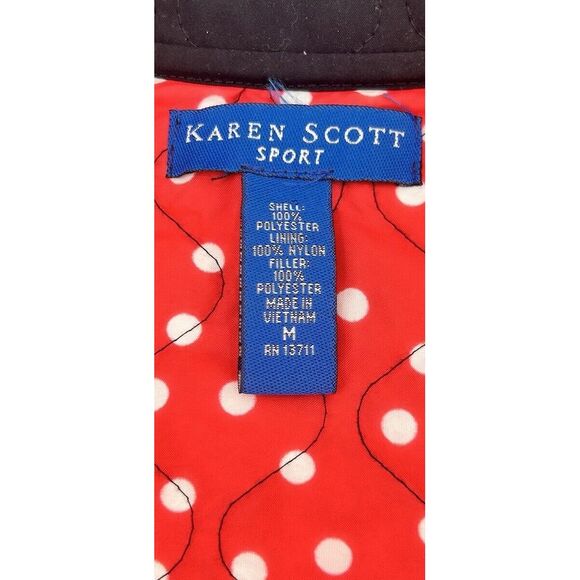 KAREN SCOTT
SPORT
SHELL:
100%
POLYESTER
LINING:
100% NYLON
FILLER:
100%
POLYESTER
MADE IN
VIETNAM
M
RN 13711